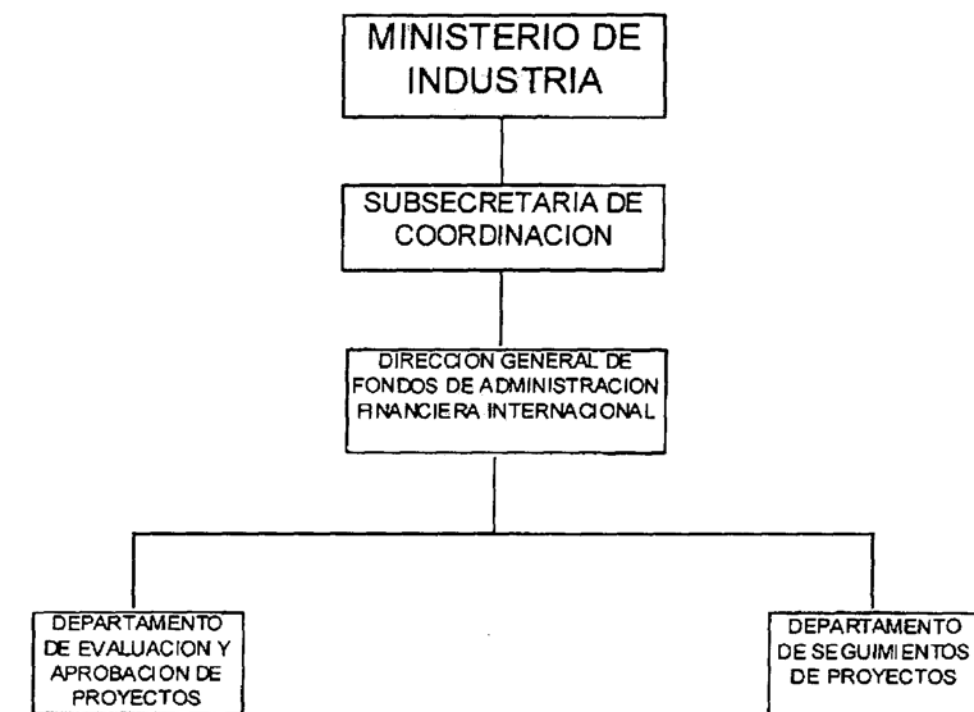 MINISTERIO DE
INDUSTRIA
SUBSECRETARIA DE
COORDINACION
DIRECCION GENERAL DE
FONDOS DE ADMINISTRACION
FINANCIERA INTERNACIONAL
DEPARTAMENTO
DE EVALUACION Y
APROBACION DE
PROYECTOS
DEPARTAMENTO
DE SEGUIMIENTOS
DE PROYECTOS